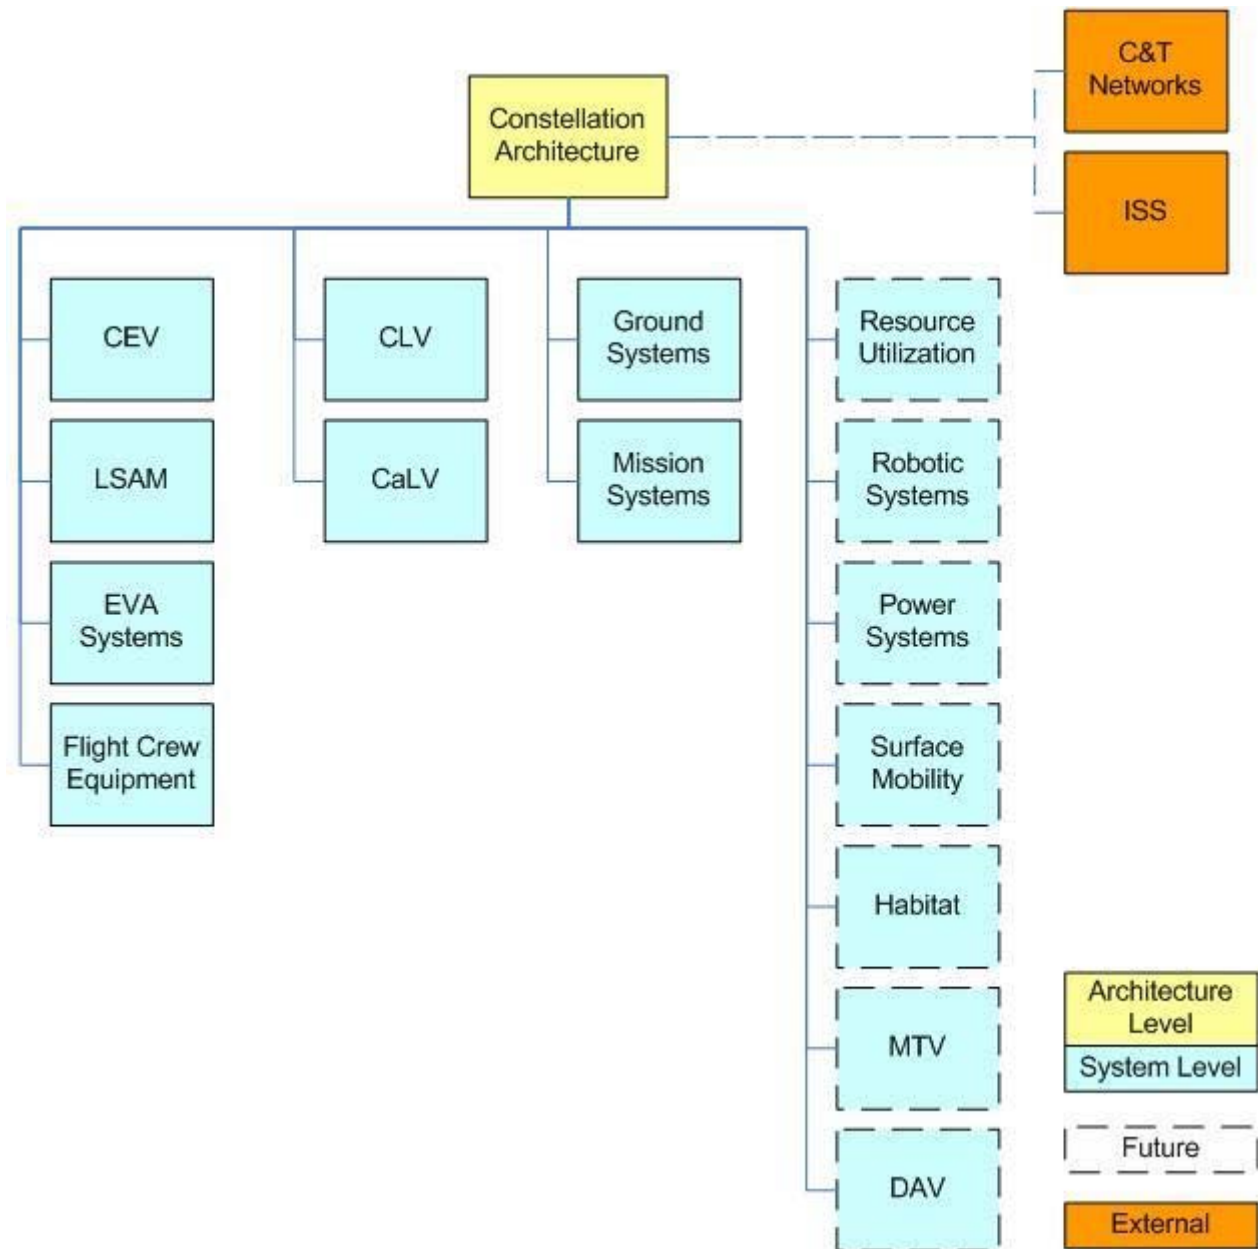 C&T
Networks
Constellation
Architecture
ISS
CEV
CLV
Ground
Systems
Resource
Utilization
LSAM
CaLV
Mission
Systems
Robotic
Systems
EVA
Systems
Power
Systems
Flight Crew
Equipment
Surface
Mobility
Habitat
MTV
DAV
Architecture
Level
System Level
Future
External